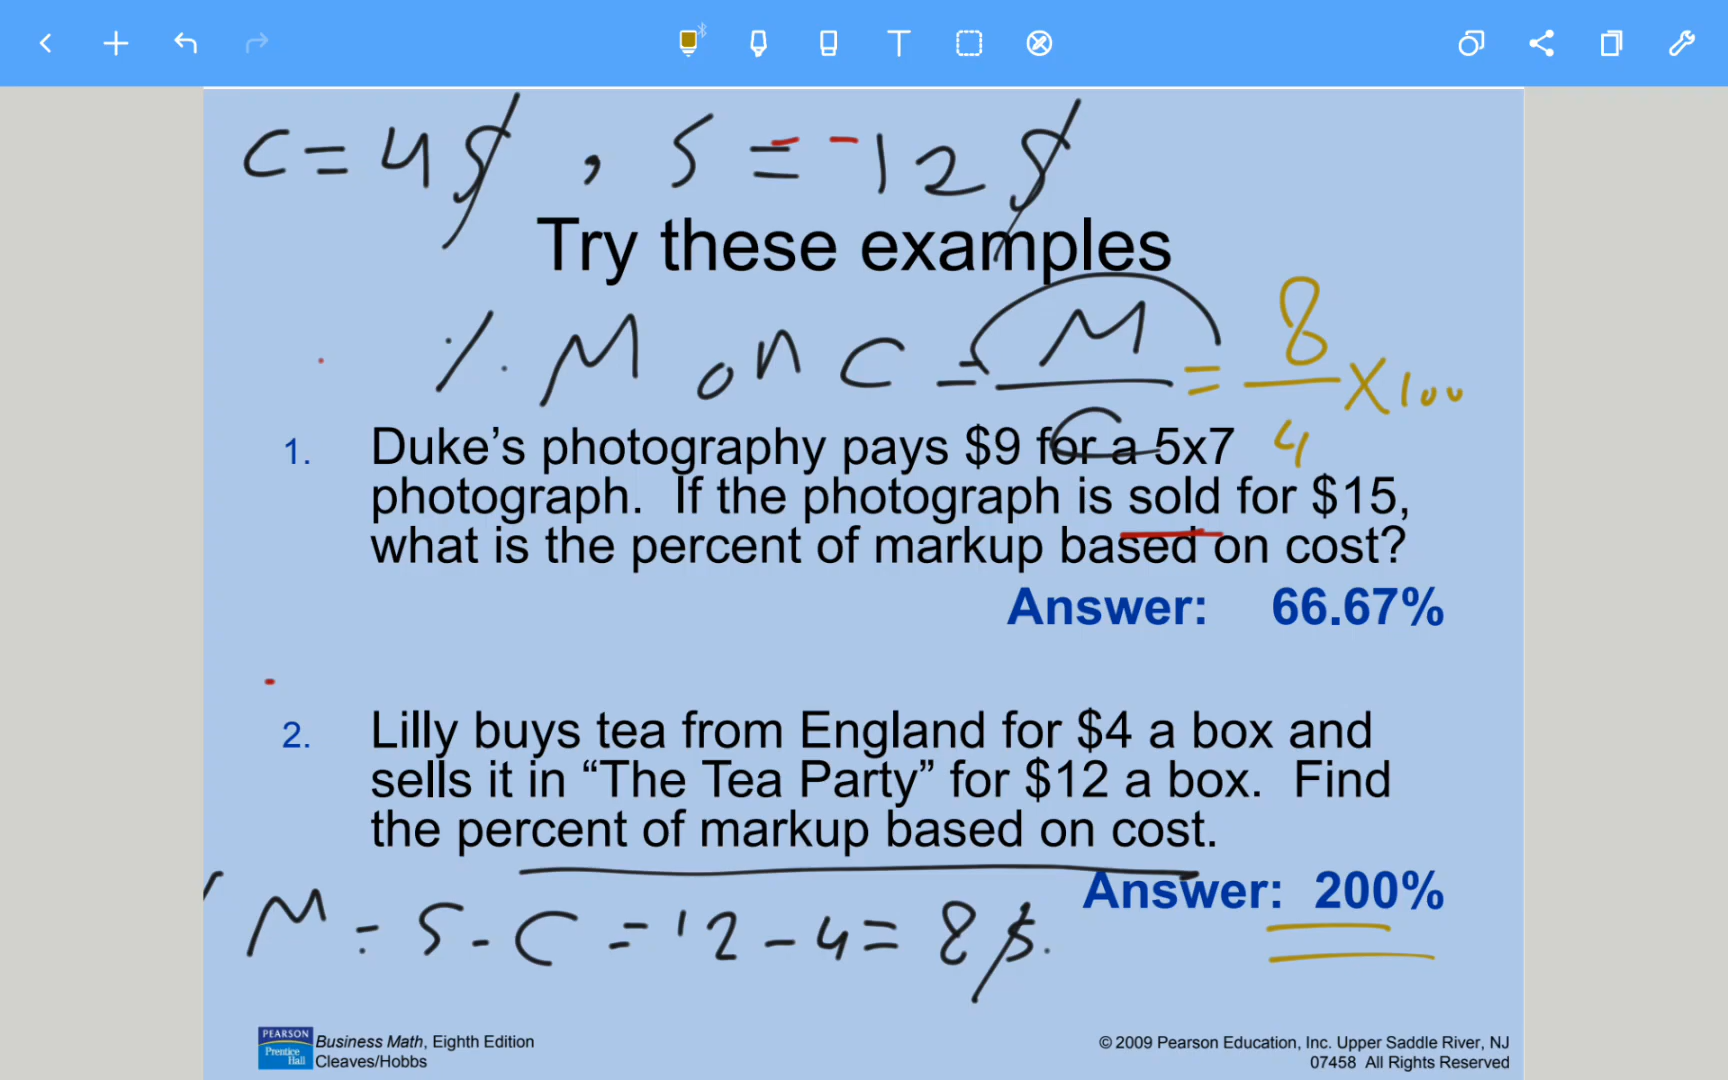 C = 4$ , S = 12$
Try these examples
% M on C = M/C = 8/4 X 100
1. Duke’s photography pays $9 for a 5x7
photograph. If the photograph is sold for $15,
what is the percent of markup based on cost?
Answer: 66.67%
2. Lilly buys tea from England for $4 a box and
sells it in “The Tea Party” for $12 a box. Find
the percent of markup based on cost.
Answer: 200%
M = S - C = 12 - 4 = 8$.
PEARSON
Prentice
Hall
Business Math, Eighth Edition
Cleaves/Hobbs
© 2009 Pearson Education, Inc. Upper Saddle River, NJ
07458 All Rights Reserved